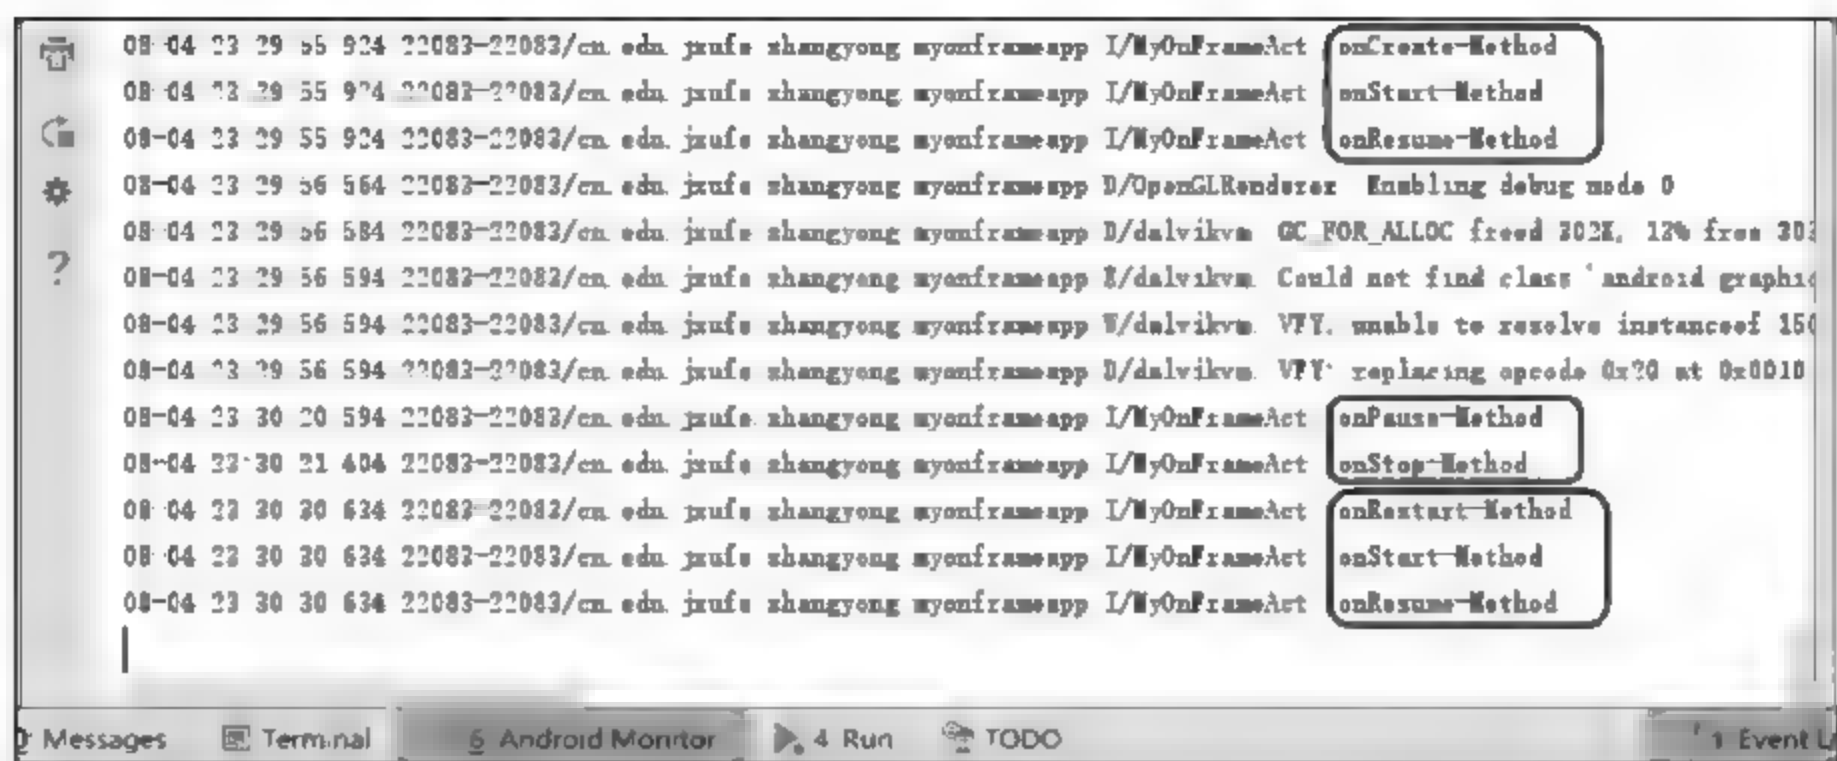 08-04 23 29 55 924 22083-22083/cn.edu.jxufe zhangyong myonframeapp I/MyOnFrameAct onCreate-Method
08-04 23 29 55 924 22083-22083/cn.edu.jxufe zhangyong myonframeapp I/MyOnFrameAct onStart-Method
08-04 23 29 55 924 22083-22083/cn.edu.jxufe zhangyong myonframeapp I/MyOnFrameAct onResume-Method
08-04 23 29 56 564 22083-22083/cn.edu.jxufe zhangyong myonframeapp D/OpenGLRenderer Enabling debug mode 0
08-04 23 29 56 584 22083-22083/cn.edu.jxufe zhangyong myonframeapp D/dalvikvm GC_FOR_ALLOC freed 302K, 12% free 303
08-04 23 29 56 594 22083-22083/cn.edu.jxufe zhangyong myonframeapp E/dalvikvm Could not find class 'android graphic
08-04 23 29 56 594 22083-22083/cn.edu.jxufe zhangyong myonframeapp W/dalvikvm VFY. unable to resolve instanceof 150
08-04 23 29 56 594 22083-22083/cn.edu.jxufe zhangyong myonframeapp D/dalvikvm VFY: replacing opcode 0x20 at 0x0010
08-04 23 30 20 594 22083-22083/cn.edu.jxufe zhangyong myonframeapp I/MyOnFrameAct onPause-Method
08-04 23 30 21 404 22083-22083/cn.edu.jxufe zhangyong myonframeapp I/MyOnFrameAct onStop-Method
08-04 23 30 30 634 22083-22083/cn.edu.jxufe zhangyong myonframeapp I/MyOnFrameAct onRestart-Method
08-04 23 30 30 634 22083-22083/cn.edu.jxufe zhangyong myonframeapp I/MyOnFrameAct onStart-Method
08-04 23 30 30 634 22083-22083/cn.edu.jxufe zhangyong myonframeapp I/MyOnFrameAct onResume-Method
Messages Terminal 6 Android Monitor 4 Run TODO 1 Event L